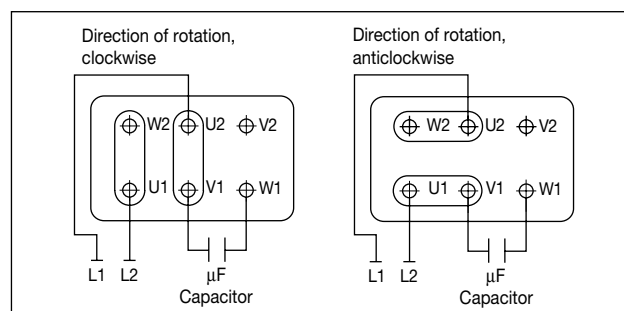 Direction of rotation,
clockwise
W2 U2 V2
U1 V1 W1
L1 L2
µF
Capacitor
Direction of rotation,
anticlockwise
W2 U2 V2
U1 V1 W1
L1 L2
µF
Capacitor